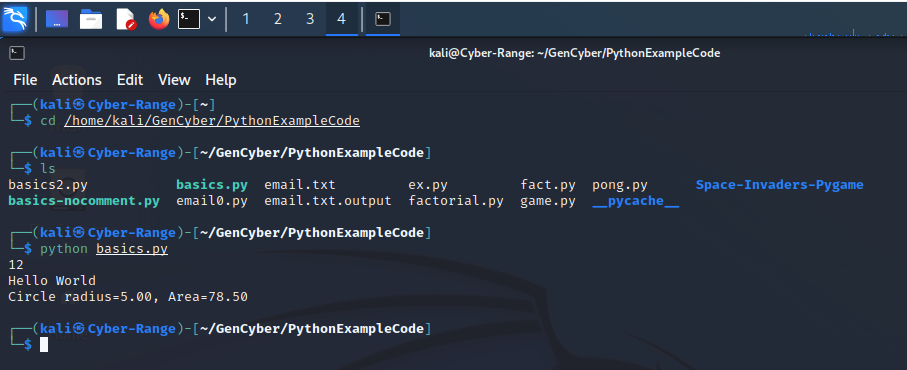 1 2 3 4
kali@Cyber-Range: ~/GenCyber/PythonExampleCode
File Actions Edit View Help
┌──(kali㉿Cyber-Range)-[~]
└─$ cd /home/kali/GenCyber/PythonExampleCode
┌──(kali㉿Cyber-Range)-[~/GenCyber/PythonExampleCode]
└─$ ls
basics2.py basics.py email.txt ex.py fact.py pong.py Space-Invaders-Pygame
basics-nocomment.py email0.py email.txt.output factorial.py game.py __pycache__
┌──(kali㉿Cyber-Range)-[~/GenCyber/PythonExampleCode]
└─$ python basics.py
12
Hello World
Circle radius=5.00, Area=78.50
┌──(kali㉿Cyber-Range)-[~/GenCyber/PythonExampleCode]
└─$